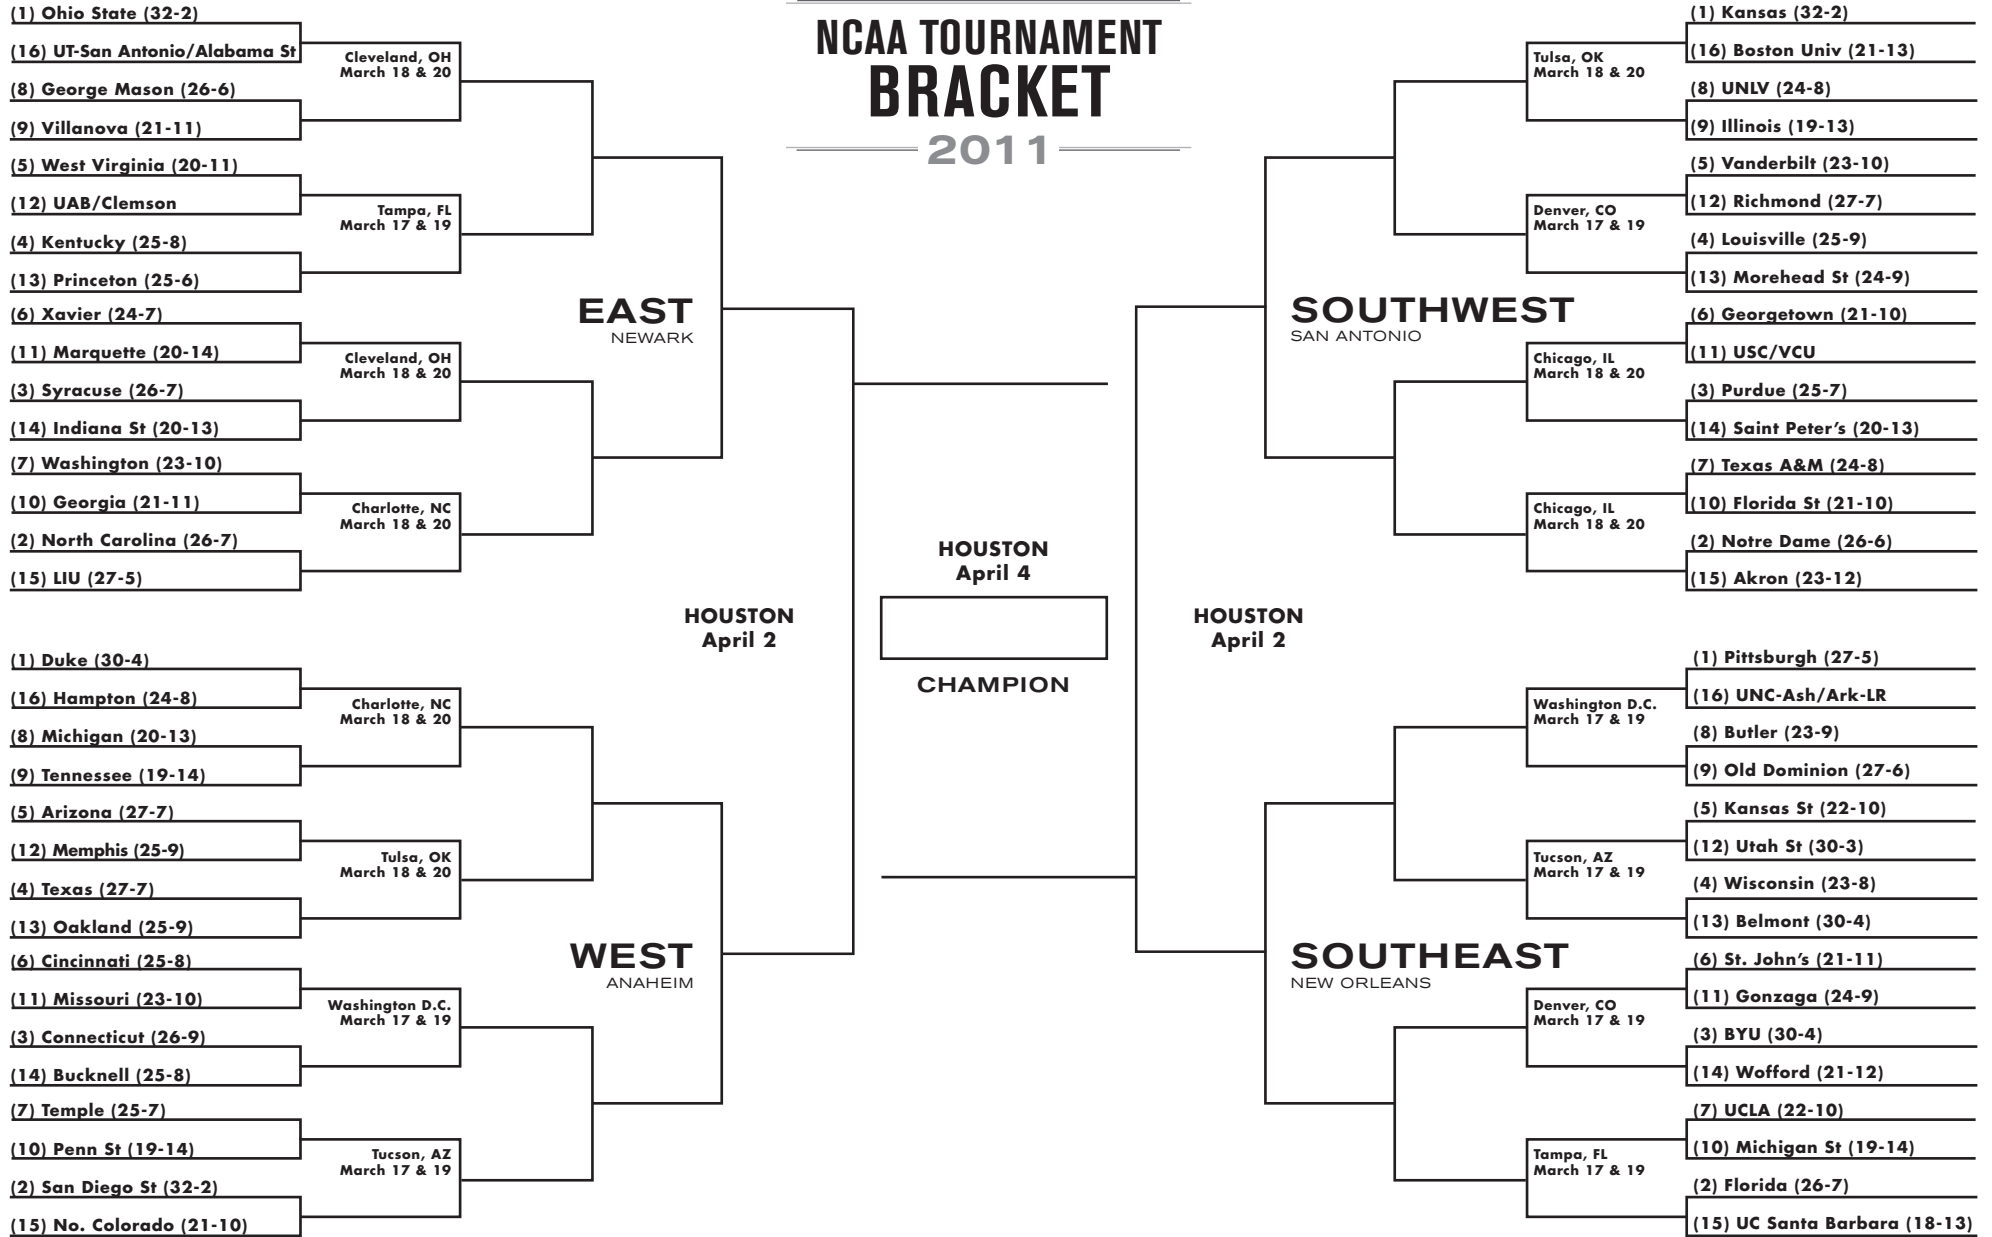 NCAA TOURNAMENT
BRACKET
2011
(1) Ohio State (32-2)
(16) UT-San Antonio/Alabama St
(8) George Mason (26-6)
(9) Villanova (21-11)
(5) West Virginia (20-11)
(12) UAB/Clemson
(4) Kentucky (25-8)
(13) Princeton (25-6)
(6) Xavier (24-7)
(11) Marquette (20-14)
(3) Syracuse (26-7)
(14) Indiana St (20-13)
(7) Washington (23-10)
(10) Georgia (21-11)
(2) North Carolina (26-7)
(15) LIU (27-5)
Cleveland, OH
March 18 & 20
Tampa, FL
March 17 & 19
Cleveland, OH
March 18 & 20
Charlotte, NC
March 18 & 20
EAST
NEWARK
(1) Duke (30-4)
(16) Hampton (24-8)
(8) Michigan (20-13)
(9) Tennessee (19-14)
(5) Arizona (27-7)
(12) Memphis (25-9)
(4) Texas (27-7)
(13) Oakland (25-9)
(6) Cincinnati (25-8)
(11) Missouri (23-10)
(3) Connecticut (26-9)
(14) Bucknell (25-8)
(7) Temple (25-7)
(10) Penn St (19-14)
(2) San Diego St (32-2)
(15) No. Colorado (21-10)
Charlotte, NC
March 18 & 20
Tulsa, OK
March 18 & 20
Washington D.C.
March 17 & 19
Tucson, AZ
March 17 & 19
WEST
ANAHEIM
HOUSTON
April 2
HOUSTON
April 4
CHAMPION
HOUSTON
April 2
(1) Kansas (32-2)
(16) Boston Univ (21-13)
(8) UNLV (24-8)
(9) Illinois (19-13)
(5) Vanderbilt (23-10)
(12) Richmond (27-7)
(4) Louisville (25-9)
(13) Morehead St (24-9)
(6) Georgetown (21-10)
(11) USC/VCU
(3) Purdue (25-7)
(14) Saint Peter's (20-13)
(7) Texas A&M (24-8)
(10) Florida St (21-10)
(2) Notre Dame (26-6)
(15) Akron (23-12)
Tulsa, OK
March 18 & 20
Denver, CO
March 17 & 19
Chicago, IL
March 18 & 20
Chicago, IL
March 18 & 20
SOUTHWEST
SAN ANTONIO
(1) Pittsburgh (27-5)
(16) UNC-Ash/Ark-LR
(8) Butler (23-9)
(9) Old Dominion (27-6)
(5) Kansas St (22-10)
(12) Utah St (30-3)
(4) Wisconsin (23-8)
(13) Belmont (30-4)
(6) St. John's (21-11)
(11) Gonzaga (24-9)
(3) BYU (30-4)
(14) Wofford (21-12)
(7) UCLA (22-10)
(10) Michigan St (19-14)
(2) Florida (26-7)
(15) UC Santa Barbara (18-13)
Washington D.C.
March 17 & 19
Tucson, AZ
March 17 & 19
Denver, CO
March 17 & 19
Tampa, FL
March 17 & 19
SOUTHEAST
NEW ORLEANS